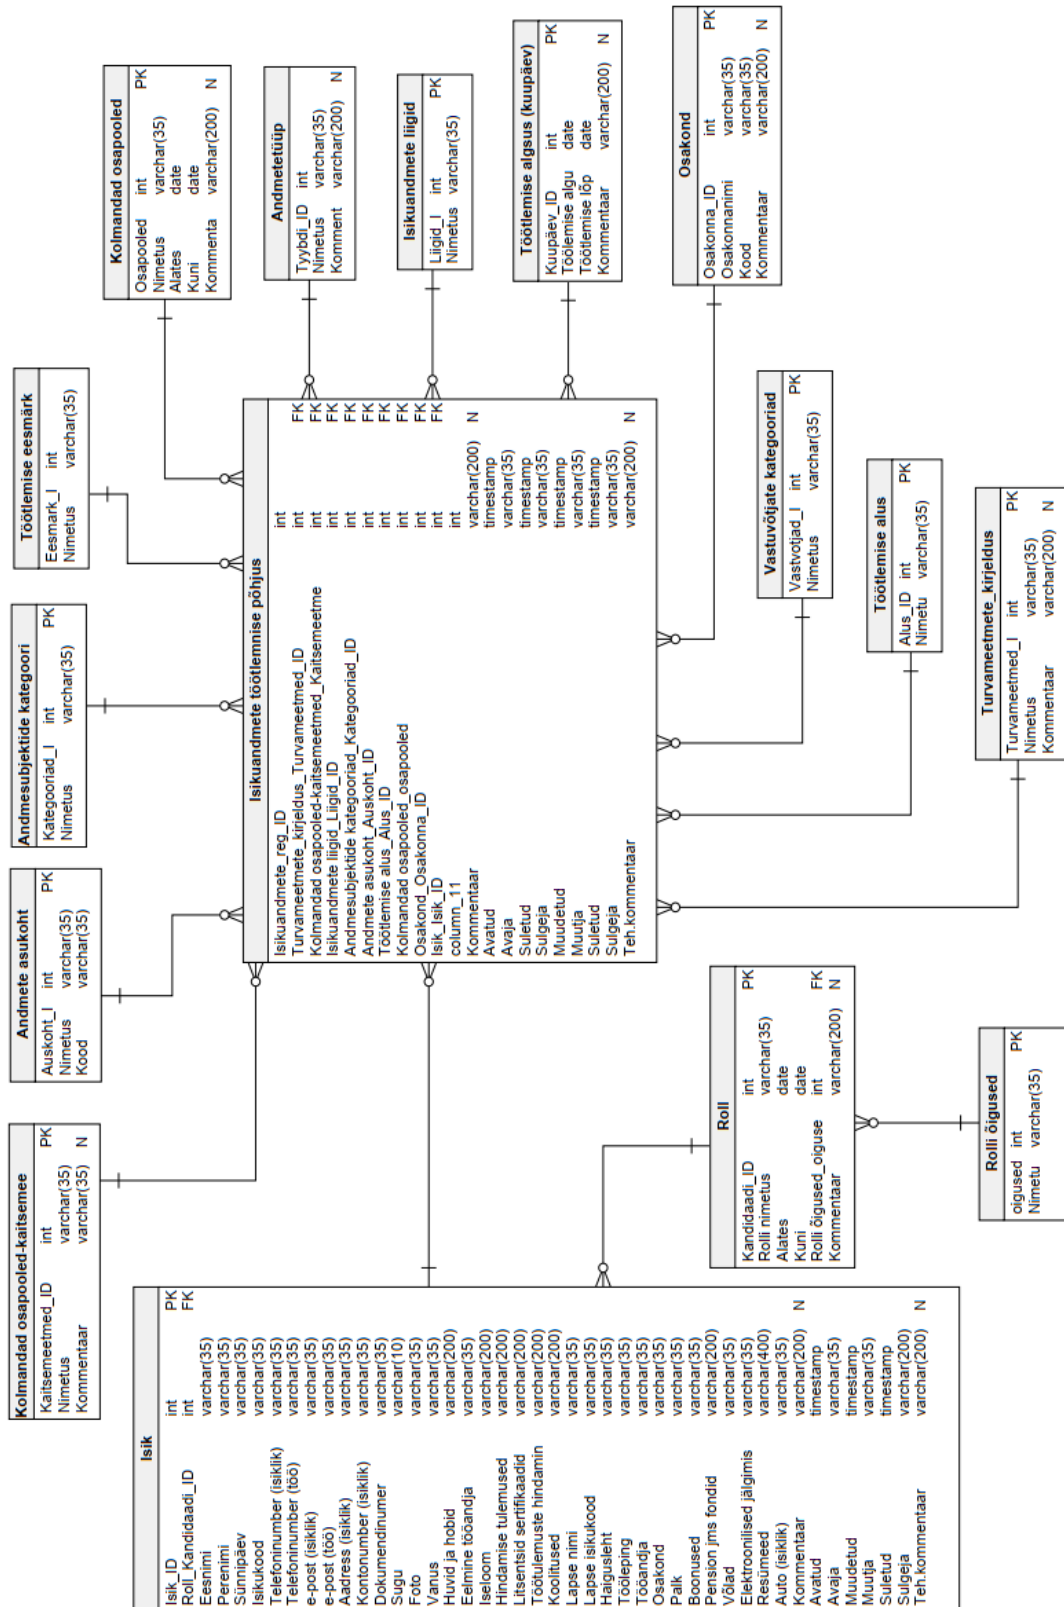 Isik
Isik_ID int PK
Roll_Kandidaadi_ID int FK
Eesnimi varchar(35)
Perenimi varchar(35)
Sünnipäev varchar(35)
Isikukood varchar(35)
Telefoninumber (isiklik) varchar(35)
Telefoninumber (töö) varchar(35)
e-post (isiklik) varchar(35)
e-post (töö) varchar(35)
Aadress (isiklik) varchar(35)
Kontonumber (isiklik) varchar(35)
Dokumendinumer varchar(35)
Sugu varchar(10)
Foto varchar(35)
Vanus varchar(35)
Huvid ja hobid varchar(200)
Eelmine tööandja varchar(35)
Iseloom varchar(200)
Hindamise tulemused varchar(200)
Litsentsid sertifikaadid varchar(200)
Töötulemuste hindamin varchar(200)
Koolitused varchar(200)
Lapse nimi varchar(35)
Lapse isikukood varchar(35)
Haigusleht varchar(35)
Tööleping varchar(35)
Tööandja varchar(35)
Osakond varchar(35)
Palk varchar(35)
Boonused varchar(35)
Pension jms fondid varchar(200)
Võlad varchar(35)
Elektroonilised jälgimis varchar(35)
Resümeed varchar(400)
Auto (isiklik) varchar(35)
Kommentaar varchar(200) N
Avatud timestamp
Avaja varchar(35)
Muudetud timestamp
Muutja varchar(35)
Suletud timestamp
Sulgeja varchar(200)
Teh.kommentaar varchar(200) N
Kolmandad osapooled-kaitsemee
Kaitsemeetmed_ID int PK
Nimetus varchar(35)
Kommentaar varchar(35) N
Andmete asukoht
Auskoht_I int PK
Nimetus varchar(35)
Kood varchar(35)
Andmesubjektide kategoori
Kategooriad_I int PK
Nimetus varchar(35)
Töötlemise eesmärk
Eesmark_I int
Nimetus varchar(35)
Kolmandad osapooled
Osapooled int PK
Nimetus varchar(35)
Alates date
Kuni date
Kommenta varchar(200) N
Andmetetüüp
Tyybdi_ID int
Nimetus varchar(35)
Komment varchar(200) N
Isikuandmete liigid
Liigid_I int PK
Nimetus varchar(35)
Töötlemise algsus (kuupäev)
Kuupäev_ID int PK
Töölemise algu date
Töötlemise lõp date
Kommentaar varchar(200) N
Osakond
Osakonna_ID int PK
Osakonnanimi varchar(35)
Kood varchar(35)
Kommentaar varchar(200) N
Isikuandmete töötlemnise põhjus
Isikuandmete_reg_ID int
Turvameetmete_kirjeldus_Turvameetmed_ID int FK
Kolmandad osapooled-kaitsemeetmed_Kaitsemeetme int FK
Isikuandmete liigid_Liigid_ID int FK
Andmesubjektide kategooriad_Kategooriad_ID int FK
Andmete asukoht_Auskoht_ID int FK
Töötlemise alus_Alus_ID int FK
Kolmandad osapooled_osapooled int FK
Osakond_Osakonna_ID int FK
Isik_Isik_ID int FK
column_11 int
Kommentaar varchar(200) N
Avatud timestamp
Avaja varchar(35)
Suletud timestamp
Sulgeja varchar(35)
Muudetud timestamp
Muutja varchar(35)
Suletud timestamp
Sulgeja varchar(35)
Teh.kommentaar varchar(200) N
Vastuvõtjate kategooriad
Vastvotjad_I int PK
Nimetus varchar(35)
Töötlemise alus
Alus_ID int PK
Nimetu varchar(35)
Turvameetmete_kirjeldus
Turvameetmed_I int PK
Nimetus varchar(35)
Kommentaar varchar(200) N
Roll
Kandidaadi_ID int PK
Rolli nimetus varchar(35)
Alates date
Kuni date
Rolli õigused_oiguse int FK
Kommentaar varchar(200) N
Rolli õigused
oigused int PK
Nimetu varchar(35)